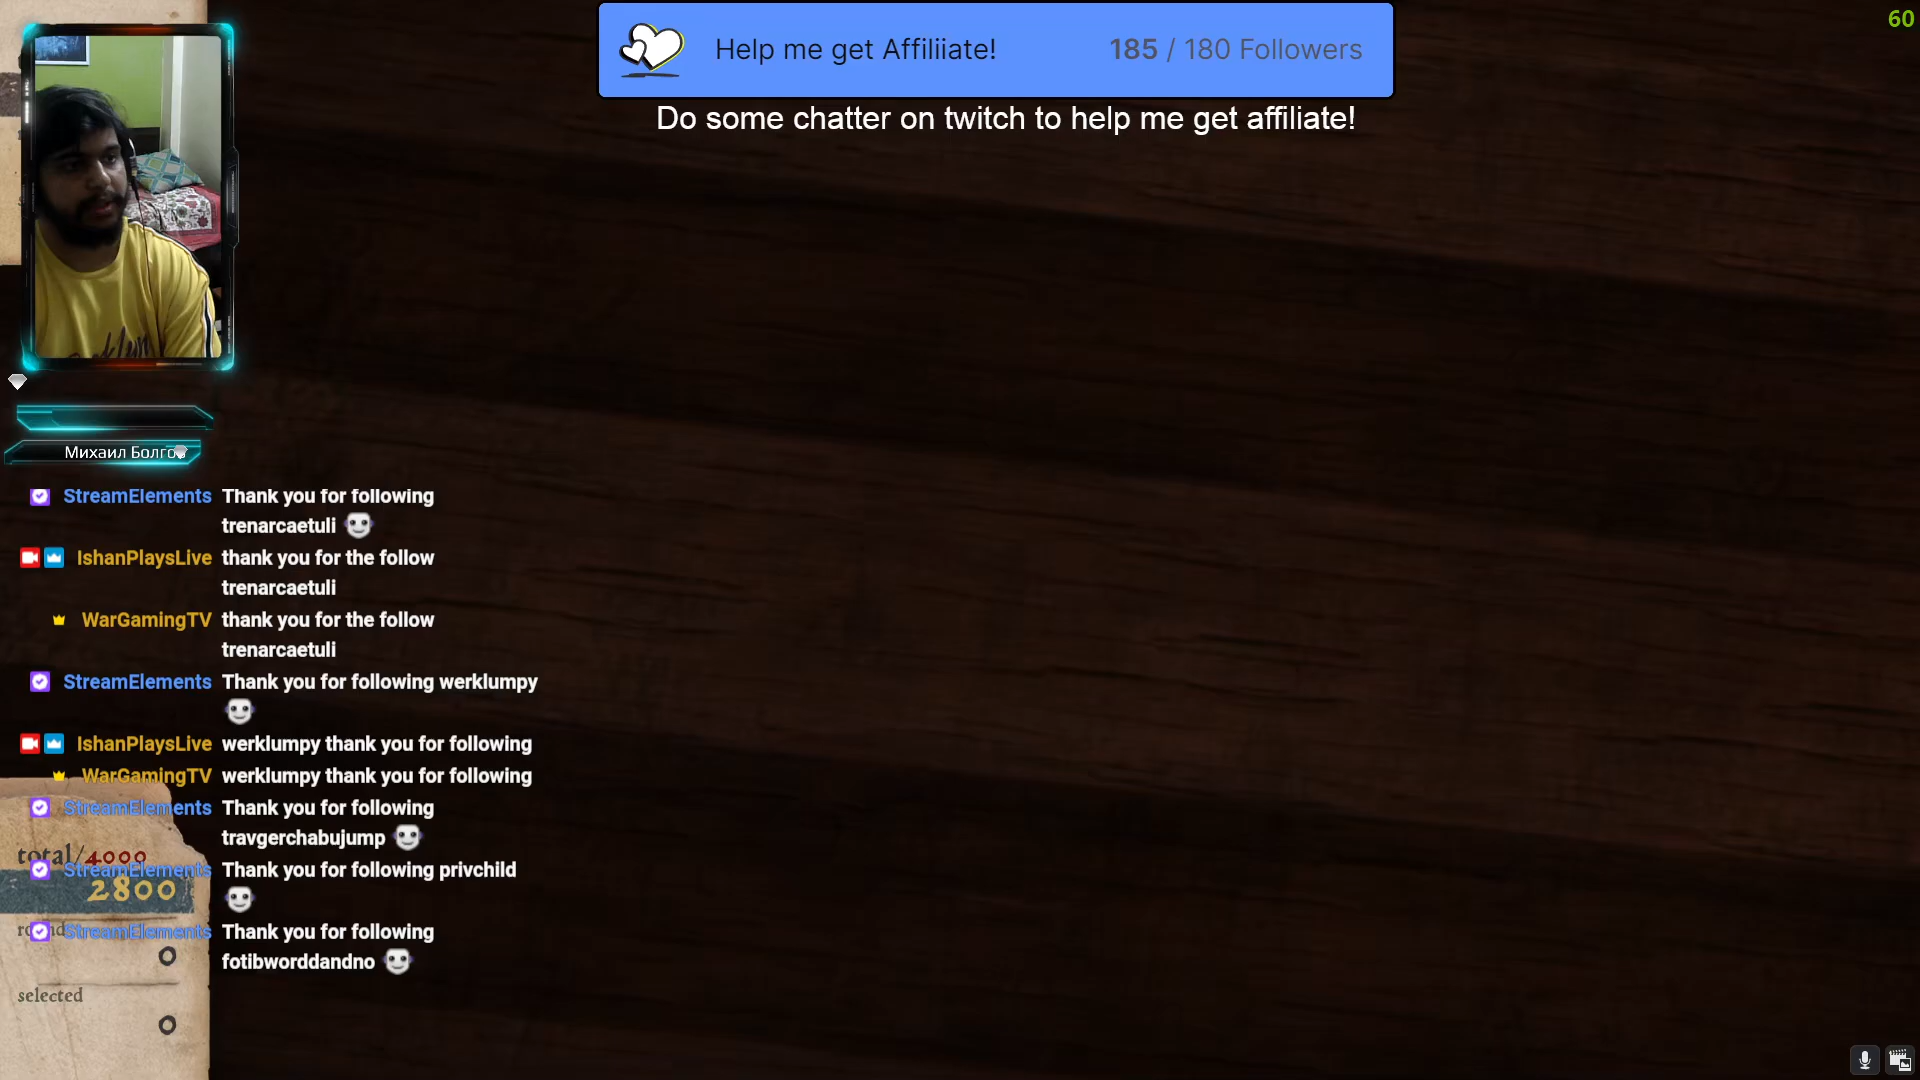 60
Help me get Affiliiate! 185 / 180 Followers
Do some chatter on twitch to help me get affiliate!
Михаил Болгов
StreamElements Thank you for following
trenarcaetuli
IshanPlaysLive thank you for the follow
trenarcaetuli
WarGamingTV thank you for the follow
trenarcaetuli
StreamElements Thank you for following werklumpy
IshanPlaysLive werklumpy thank you for following
WarGamingTV werklumpy thank you for following
StreamElements Thank you for following
travgerchabujump
total/4000
StreamElements Thank you for following privchild
2800
StreamElements Thank you for following
fotibworddandno
0
selected
0